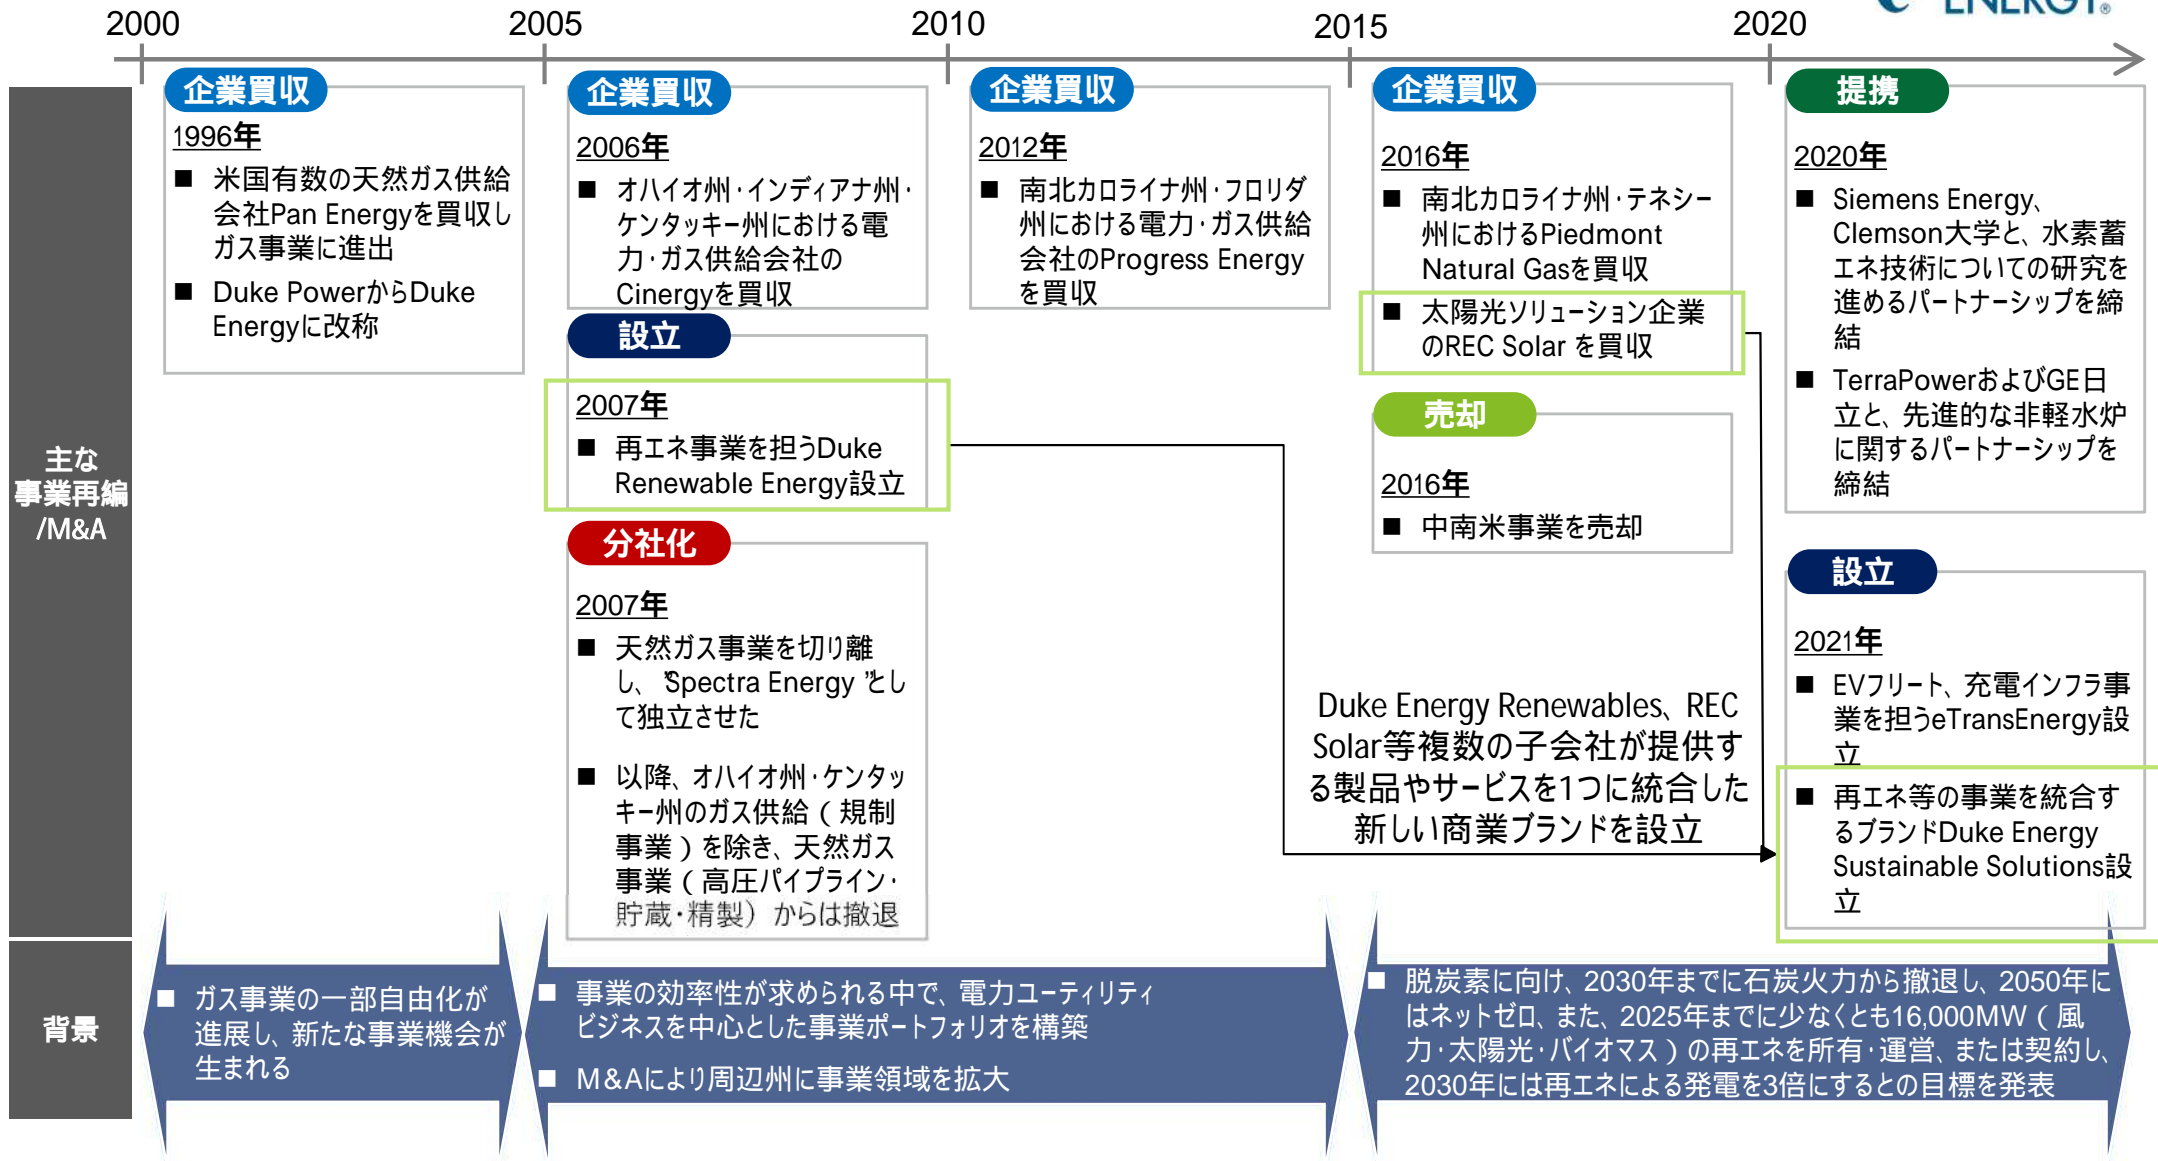 2000
2005
2010
2015
2020
ENERGY®
主な
事業再編
/M&A
企業買収
1996年
■ 米国有数の天然ガス供給
会社Pan Energyを買収し
ガス事業に進出
■ Duke PowerからDuke
Energyに改称
企業買収
2006年
■ オハイオ州・インディアナ州・
ケンタッキー州における電
力・ガス供給会社の
Cinergyを買収
設立
2007年
■ 再エネ事業を担うDuke
Renewable Energy設立
分社化
2007年
■ 天然ガス事業を切り離
し、“Spectra Energy ”とし
て独立させた
■ 以降、オハイオ州・ケンタッ
キー州のガス供給（規制
事業）を除き、天然ガス
事業（高圧パイプライン・
貯蔵・精製）からは撤退
企業買収
2012年
■ 南北カロライナ州・フロリダ
州における電力・ガス供給
会社のProgress Energy
を買収
企業買収
2016年
■ 南北カロライナ州・テネシー
州におけるPiedmont
Natural Gasを買収
■ 太陽光ソリューション企業
のREC Solar を買収
売却
2016年
■ 中南米事業を売却
Duke Energy Renewables、REC
Solar等複数の子会社が提供す
る製品やサービスを1つに統合した
新しい商業ブランドを設立
提携
2020年
■ Siemens Energy、
Clemson大学と、水素蓄
エネ技術についての研究を
進めるパートナーシップを締
結
■ TerraPowerおよびGE日
立と、先進的な非軽水炉
に関するパートナーシップを
締結
設立
2021年
■ EVフリート、充電インフラ事
業を担うeTransEnergy設
立
■ 再エネ等の事業を統合す
るブランドDuke Energy
Sustainable Solutions設
立
背景
■ ガス事業の一部自由化が
進展し、新たな事業機会が
生まれる
■ 事業の効率性が求められる中で、電力ユーティリティ
ビジネスを中心とした事業ポートフォリオを構築
■ M&Aにより周辺州に事業領域を拡大
■ 脱炭素に向け、2030年までに石炭火力から撤退し、2050年に
はネットゼロ、また、2025年までに少なくとも16,000MW（風
力・太陽光・バイオマス）の再エネを所有・運営、または契約し、
2030年には再エネによる発電を3倍にするとの目標を発表